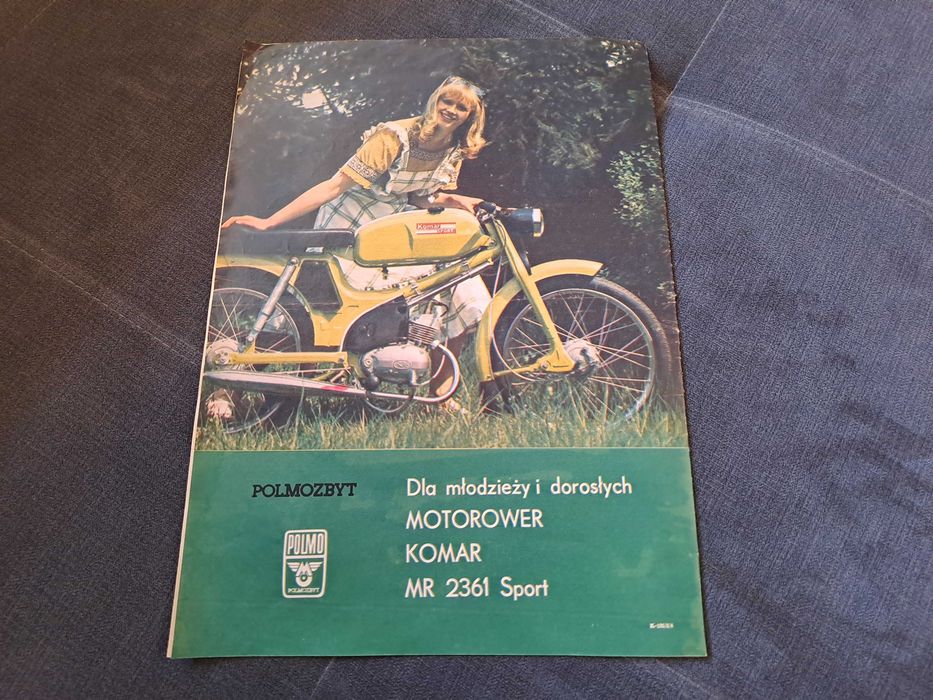 Komar
SPORT
POLMOZBYT
POLMO
POLMOZBYT
Dla młodzieży i dorosłych
MOTOROWER
KOMAR
MR 2361 Sport